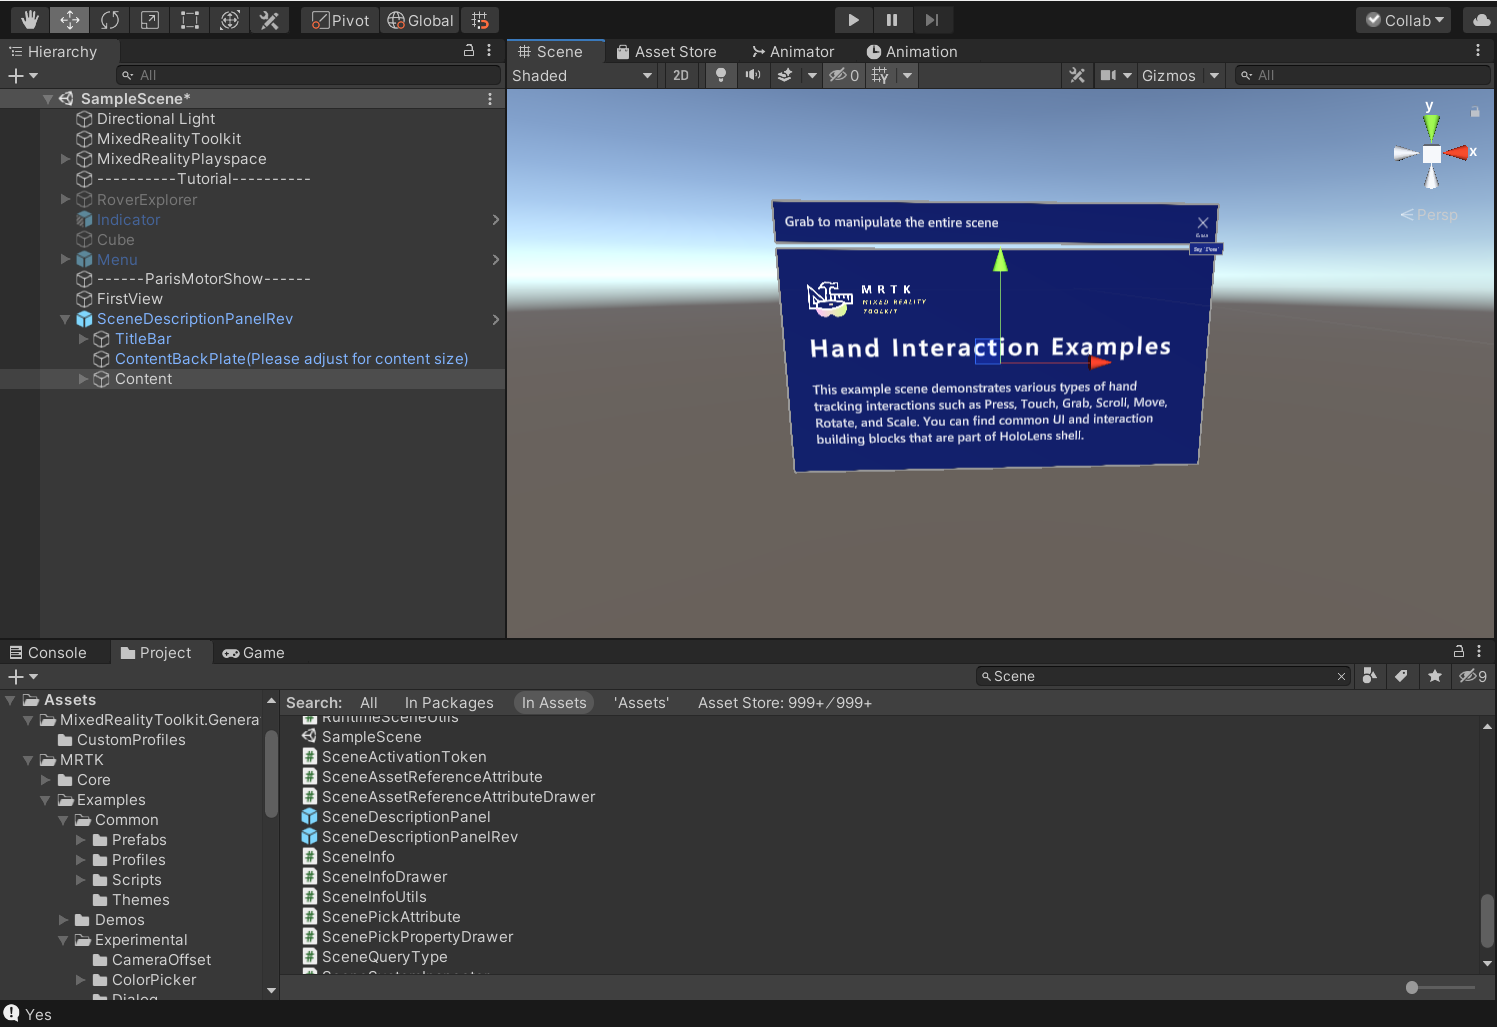 Pivot
Global
Collab
Hierarchy
All
SampleScene*
Directional Light
MixedRealityToolkit
MixedRealityPlayspace
----------Tutorial----------
RoverExplorer
Indicator
Cube
Menu
------ParisMotorShow------
FirstView
SceneDescriptionPanelRev
TitleBar
ContentBackPlate(Please adjust for content size)
Content
Scene
Asset Store
Animator
Animation
Shaded
2D
0
Gizmos
All
y
x
Persp
Grab to manipulate the entire scene
MRTK
MIXED REALITY
TOOLKIT
Hand Interaction Examples
This example scene demonstrates various types of hand
tracking interactions such as Press, Touch, Grab, Scroll, Move,
Rotate, and Scale. You can find common UI and interaction
building blocks that are part of HoloLens shell.
Console
Project
Game
Scene
9
Assets
MixedRealityToolkit.Genera
CustomProfiles
MRTK
Core
Examples
Common
Prefabs
Profiles
Scripts
Themes
Demos
Experimental
CameraOffset
ColorPicker
Dialog
Search: All In Packages In Assets 'Assets' Asset Store: 999+/999+
RuntimeSceneUtils
SampleScene
SceneActivationToken
SceneAssetReferenceAttribute
SceneAssetReferenceAttributeDrawer
SceneDescriptionPanel
SceneDescriptionPanelRev
SceneInfo
SceneInfoDrawer
SceneInfoUtils
ScenePickAttribute
ScenePickPropertyDrawer
SceneQueryType
Yes